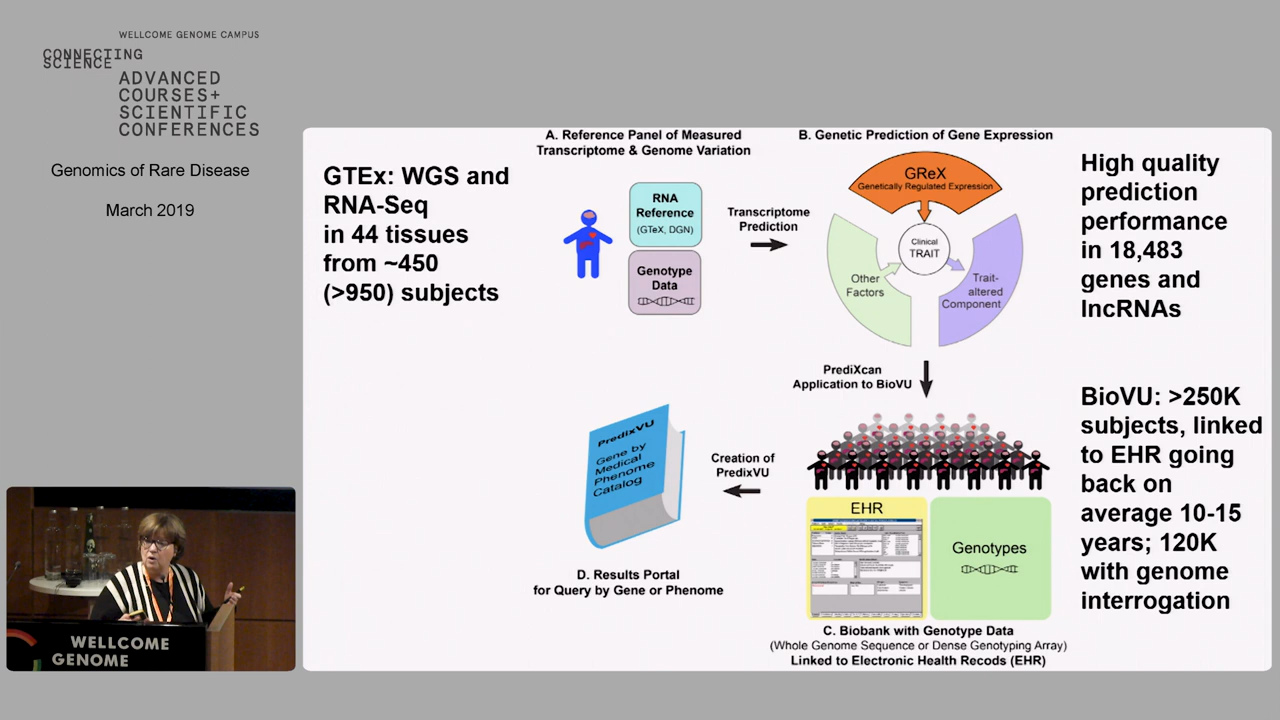 WELLCOME GENOME CAMPUS
CONNECTING
SCIENCE
ADVANCED
COURSES+
SCIENTIFIC
CONFERENCES
Genomics of Rare Disease
March 2019
GTEx: WGS and
RNA-Seq
in 44 tissues
from ~450
(>950) subjects
A. Reference Panel of Measured
Transcriptome & Genome Variation
RNA
Reference
(GTeX, DGN)
Genotype
Data
Transcriptome
Prediction
B. Genetic Prediction of Gene Expression
GReX
Genetically Regulated Expression
Clinical
TRAIT
Other
Factors
Trait-
altered
Component
High quality
prediction
performance
in 18,483
genes and
lncRNAs
PrediXcan
Application to BioVU
BioVU: >250K
subjects, linked
to EHR going
back on
average 10-15
years; 120K
with genome
interrogation
EHR
Genotypes
C. Biobank with Genotype Data
(Whole Genome Sequence or Dense Genotyping Array)
Linked to Electronic Health Recods (EHR)
Creation of
PredixVU
PredixVU
Gene by
Medical
Phenome
Catalog
D. Results Portal
for Query by Gene or Phenome
WELLCOME
GENOME